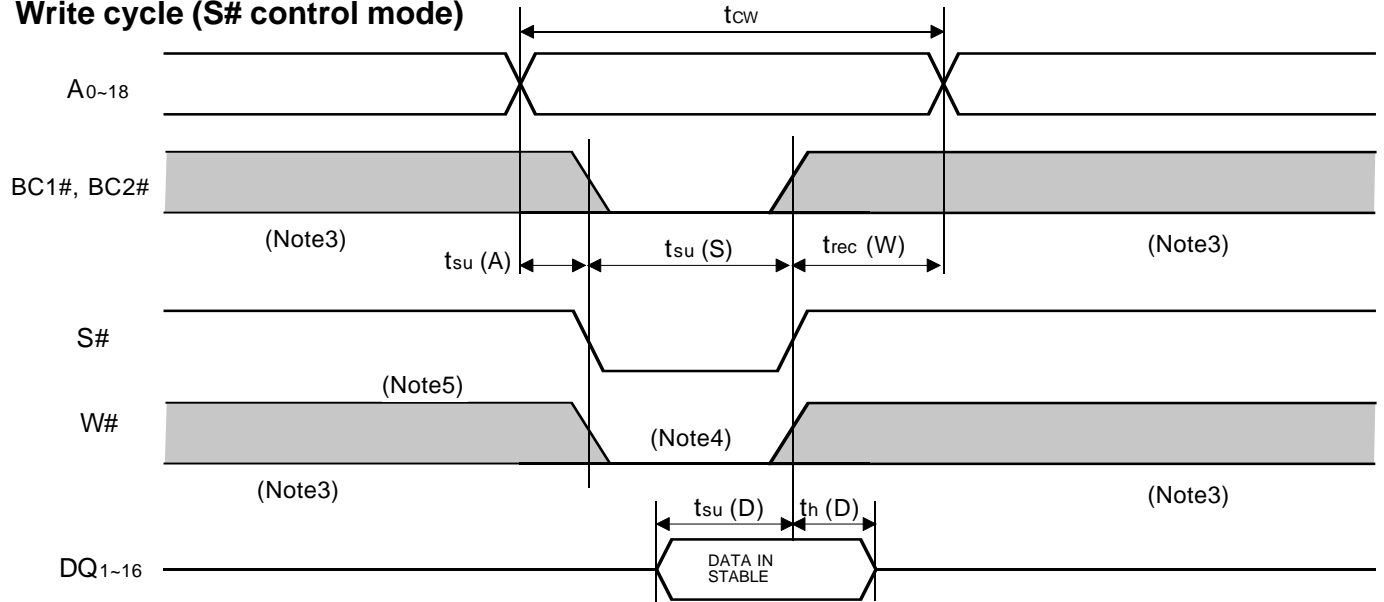 Write cycle (S# control mode)
tCW
A0~18
BC1#, BC2#
(Note3)
tsu (A)
tsu (S)
trec (W)
(Note3)
S#
(Note5)
W#
(Note4)
(Note3)
(Note3)
tsu (D)
th (D)
DQ1~16
DATA IN
STABLE